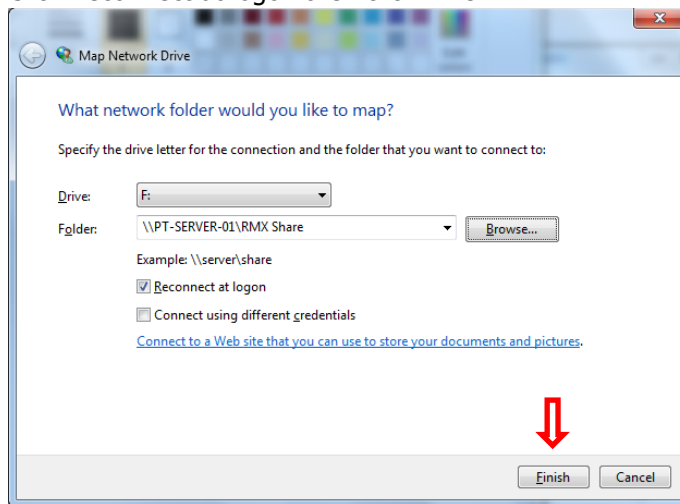 Map Network Drive
What network folder would you like to map?
Specify the drive letter for the connection and the folder that you want to connect to:
Drive: F:
Folder: \\PT-SERVER-01\RMX Share Browse...
Example: \\server\share
Reconnect at logon
Connect using different credentials
Connect to a Web site that you can use to store your documents and pictures.
Finish Cancel